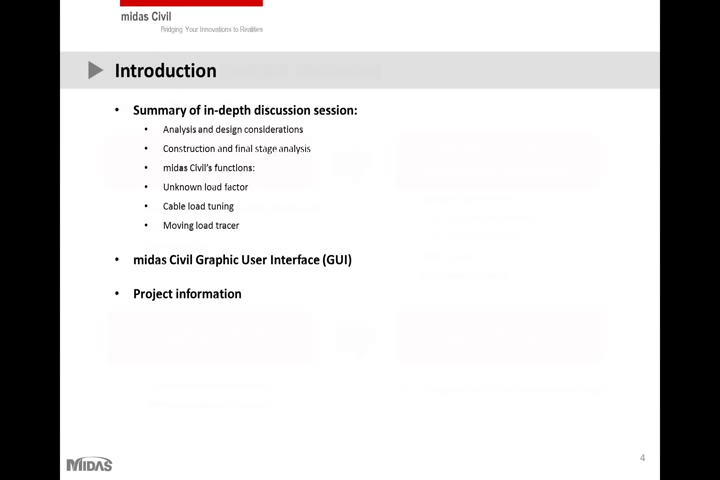 midas Civil
Bridging Your Innovations to Realities
Introduction
• Summary of in-depth discussion session:
• Analysis and design considerations
• Construction and final stage analysis
• midas Civil's functions:
• Unknown load factor
• Cable load tuning
• Moving load tracer
• midas Civil Graphic User Interface (GUI)
• Project information
MIDAS
4